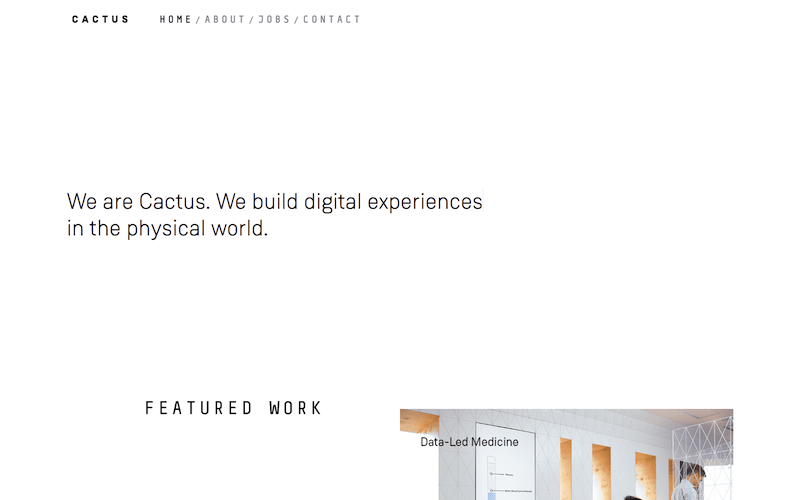 CACTUS HOME / ABOUT / JOBS / CONTACT
We are Cactus. We build digital experiences
in the physical world.
FEATURED WORK
Data-Led Medicine